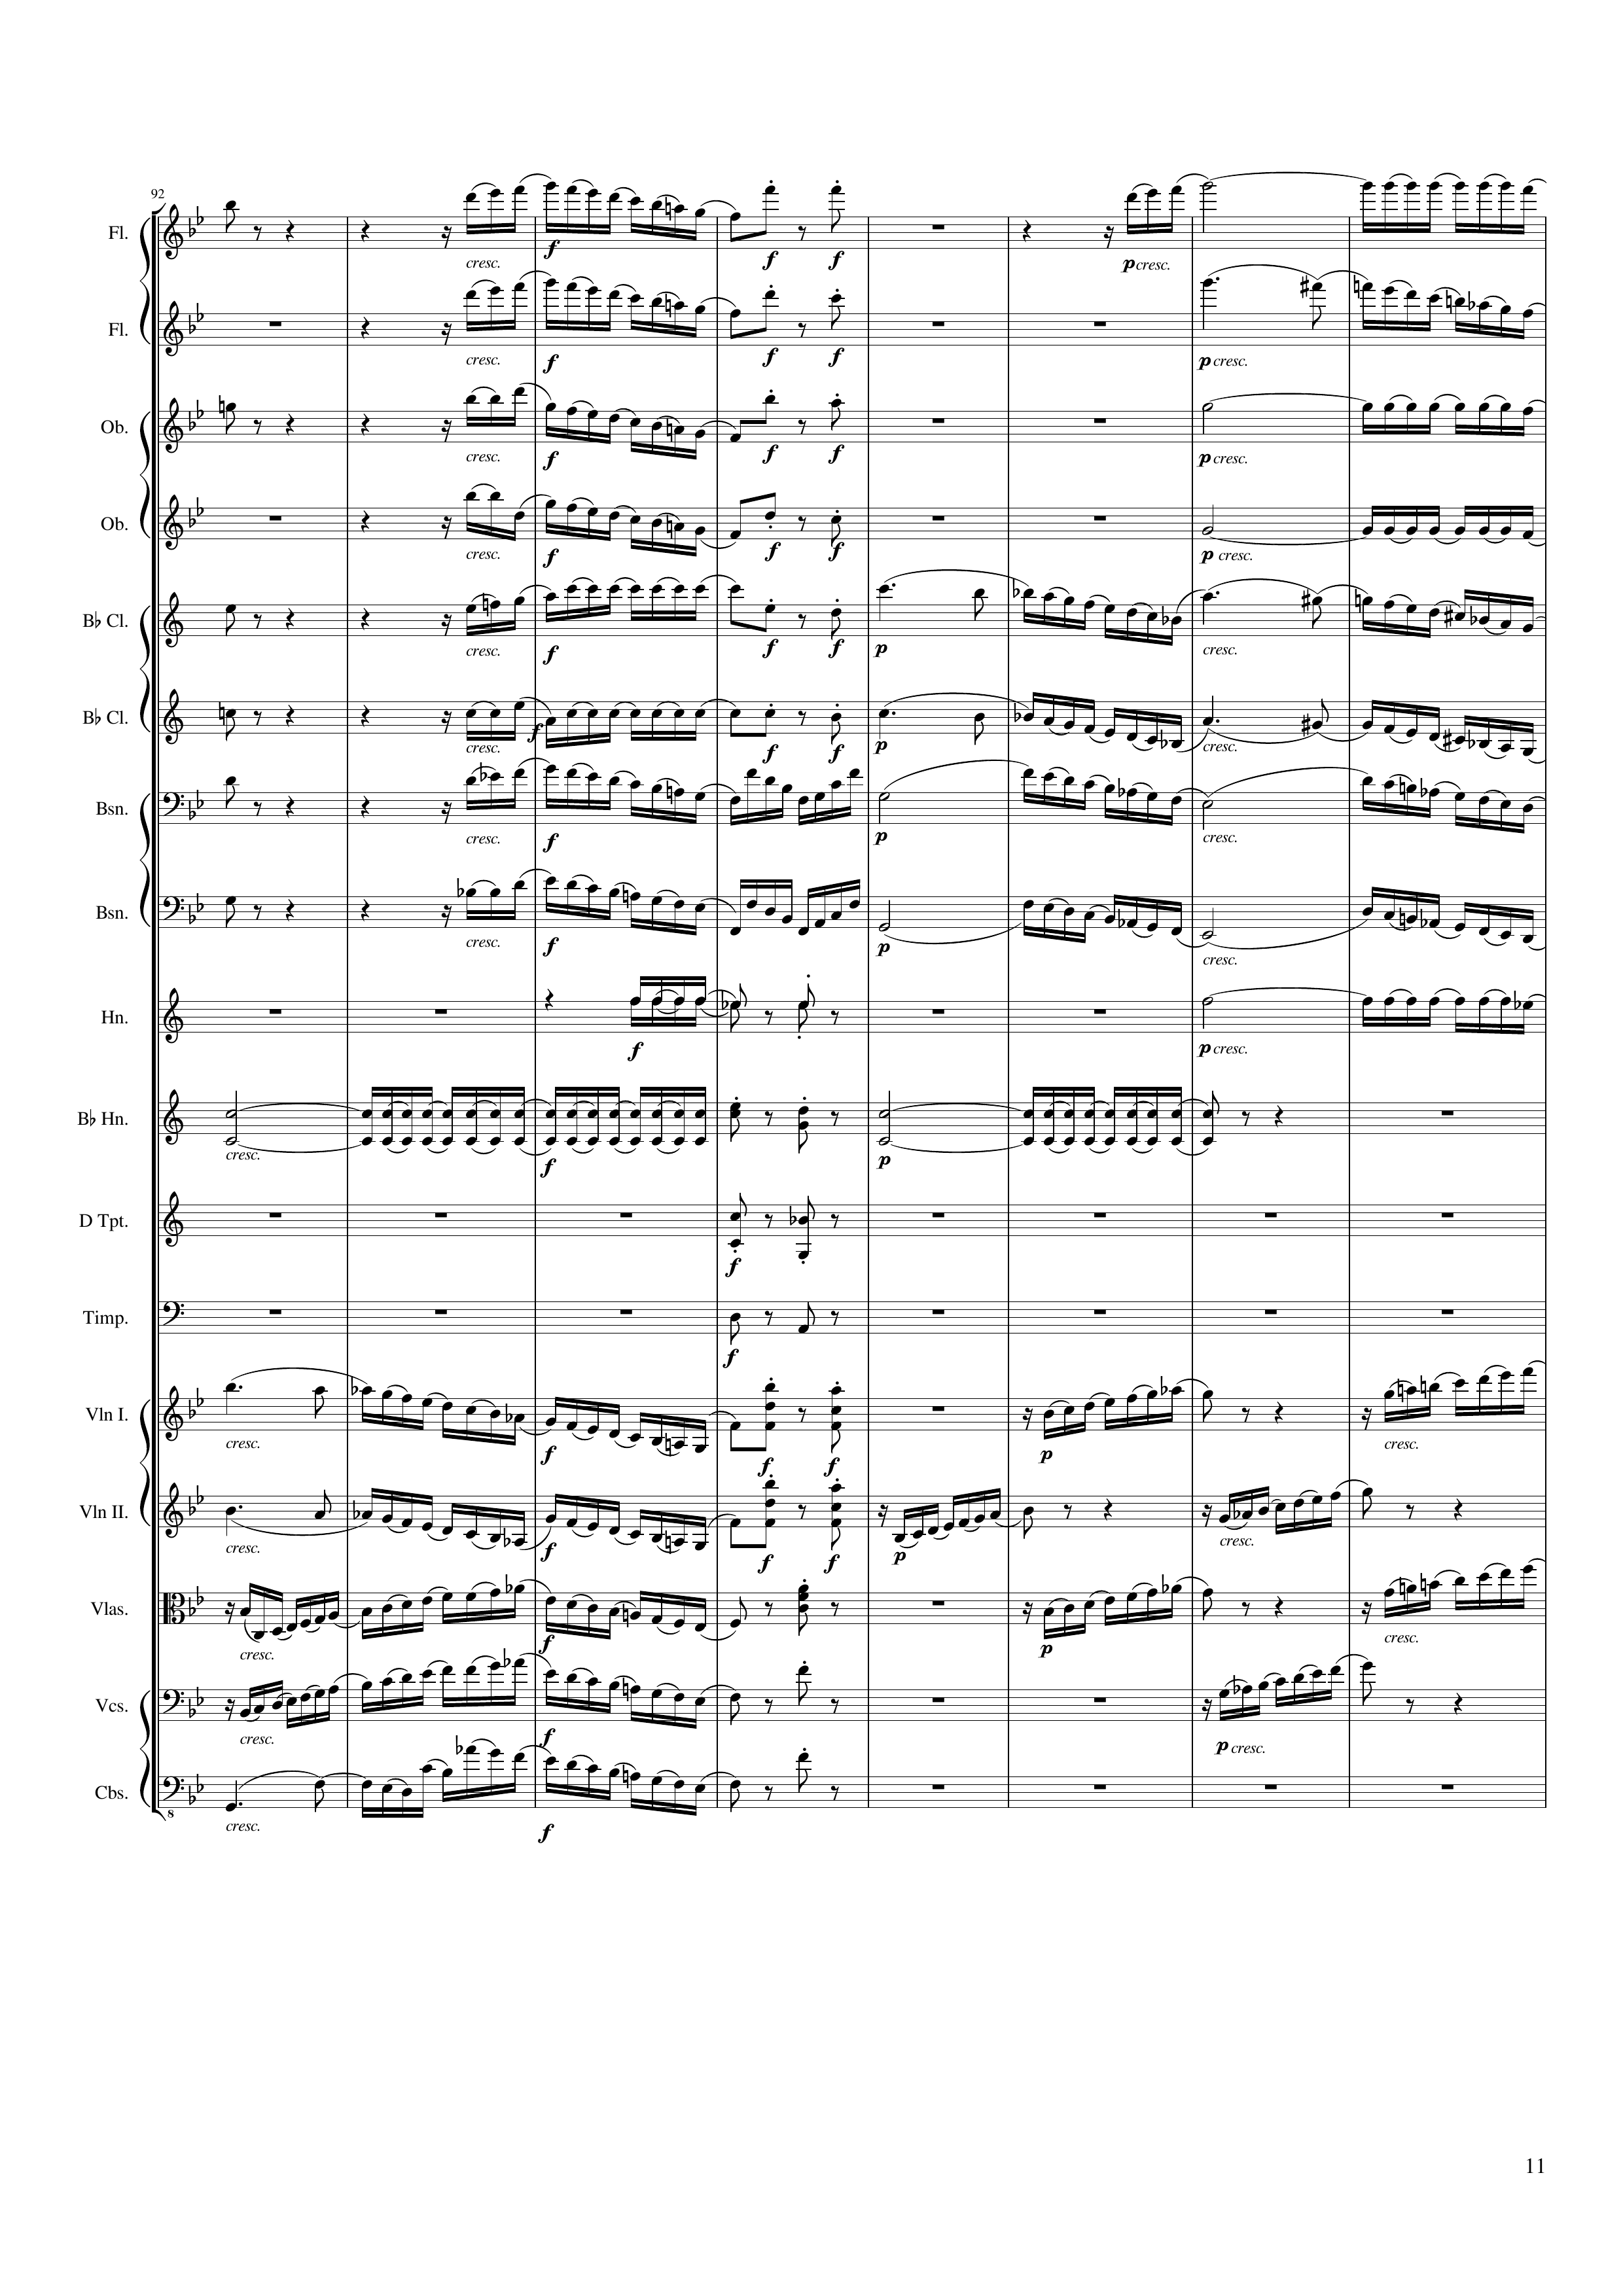 92
Fl.
cresc. f f f p cresc.
Fl.
cresc. f f f p cresc.
Ob.
cresc. f f f p cresc.
Ob.
cresc. f f f p cresc.
B♭ Cl.
cresc. f f f p cresc.
B♭ Cl.
cresc. f f f p cresc.
Bsn.
cresc. f p cresc.
Bsn.
cresc. f p cresc.
Hn.
f p cresc.
B♭ Hn.
cresc. f p
D Tpt.
f
Timp.
f
Vln I.
cresc. f f f p cresc.
Vln II.
cresc. f f f p cresc.
Vlas.
cresc. f p cresc.
Vcs.
cresc. f p cresc.
Cbs.
8
cresc. f
11